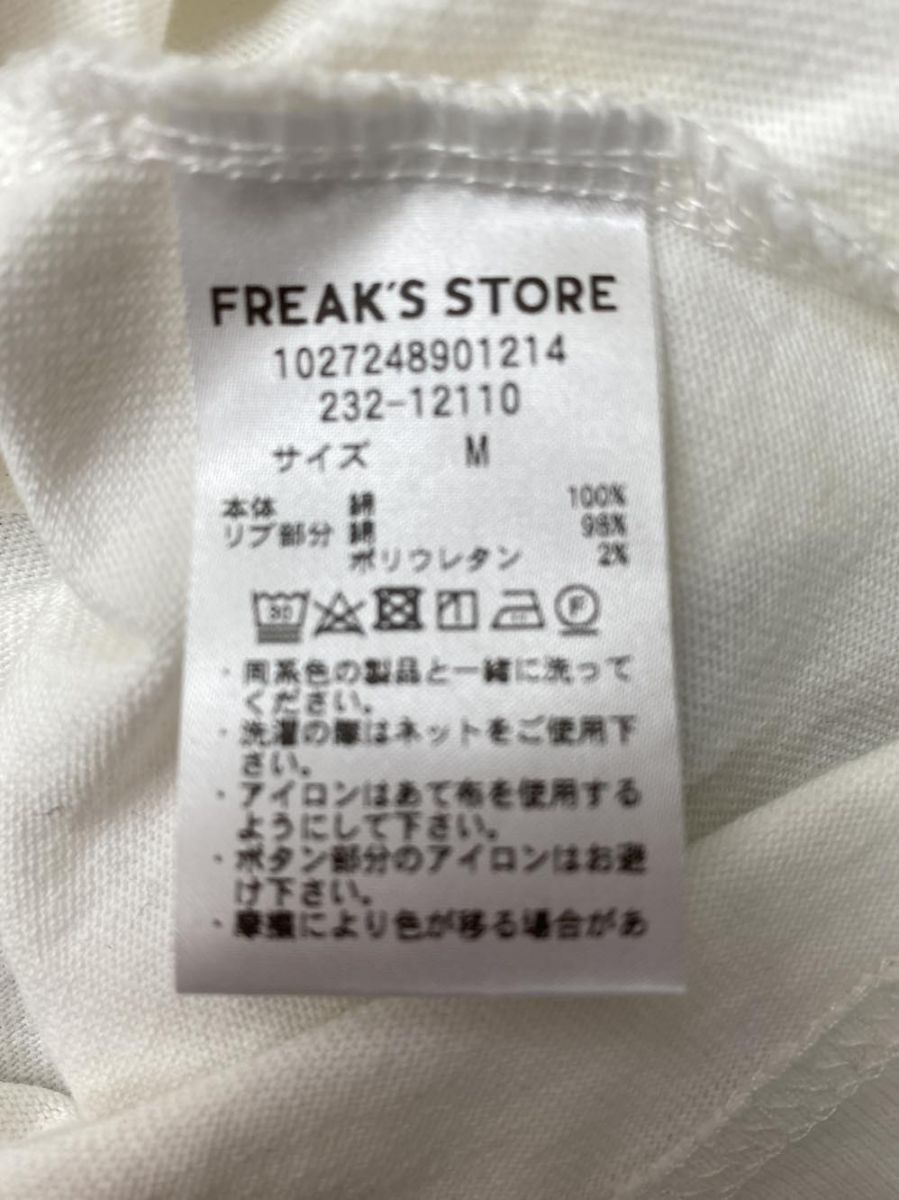 FREAK'S STORE
1027248901214
232-12110
サイズ M
本体 綿 100%
リブ部分 綿 98%
ポリウレタン 2%
30 F
・同系色の製品と一緒に洗って
ください。
・洗濯の際はネットをご使用下
さい。
・アイロンはあて布を使用する
ようにして下さい。
・ボタン部分のアイロンはお避
け下さい。
・摩擦により色が移る場合があ